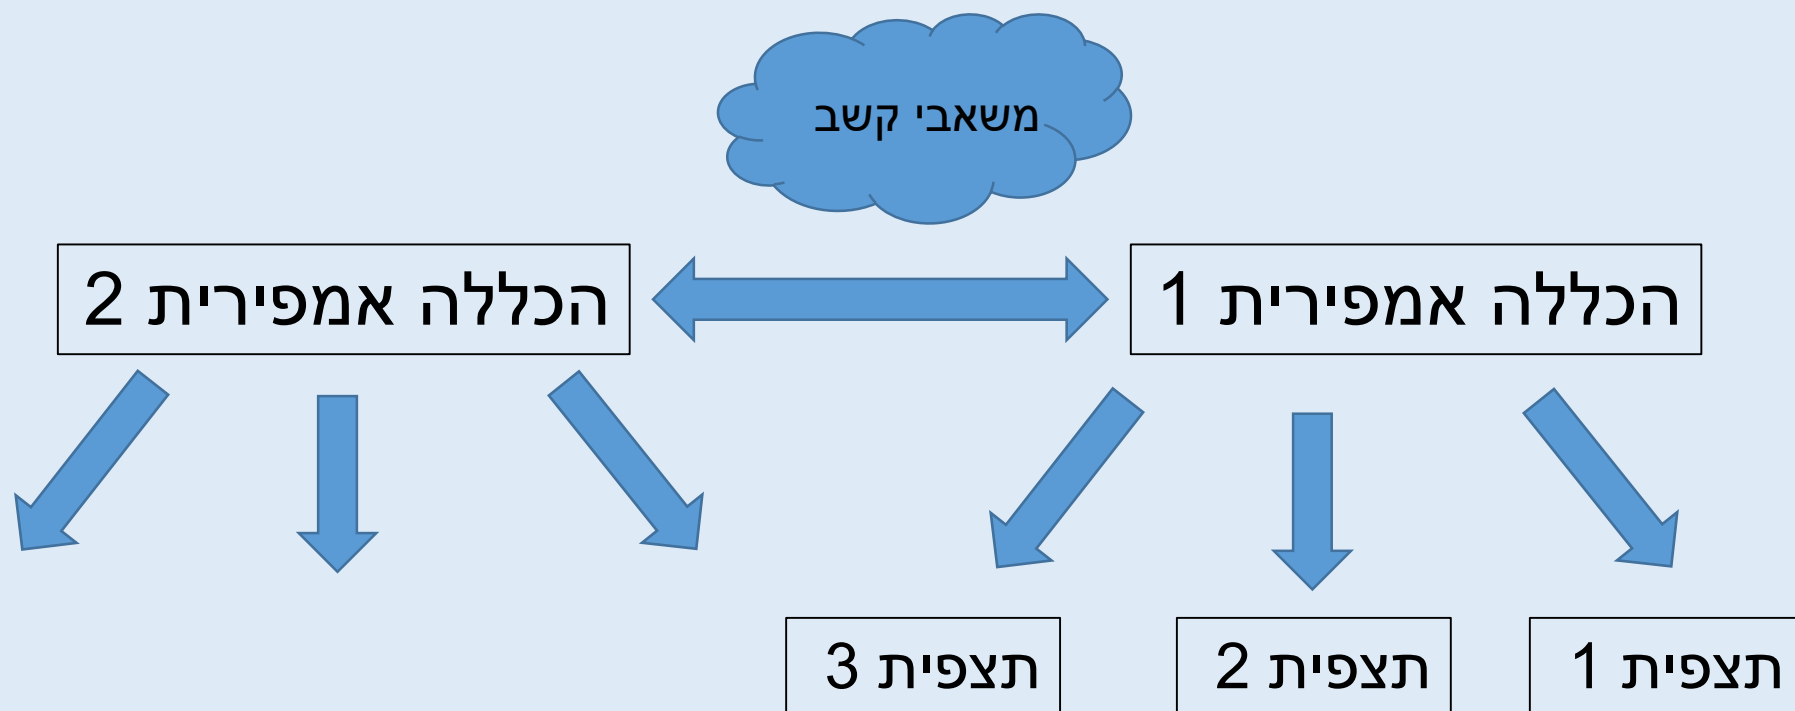 משאבי קשב
הכללה אמפירית 1
הכללה אמפירית 2
תצפית 1
תצפית 2
תצפית 3